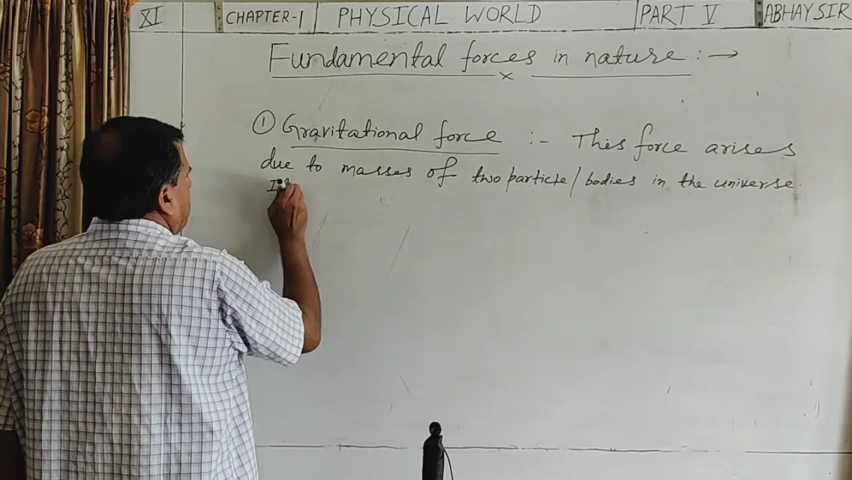 XI CHAPTER-1 PHYSICAL WORLD PART V ABHAY SIR
Fundamental forces in nature :- →
① Gravitational force :- This force arises
due to masses of two particle/bodies in the universe